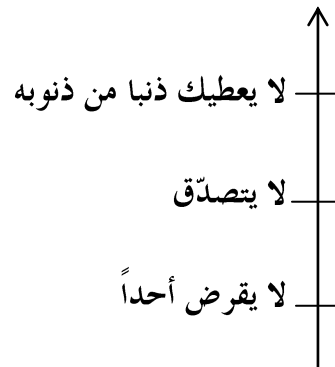 لا يعطيك ذنبا من ذنوبه
لا يتصدّق
لا يقرض أحداً